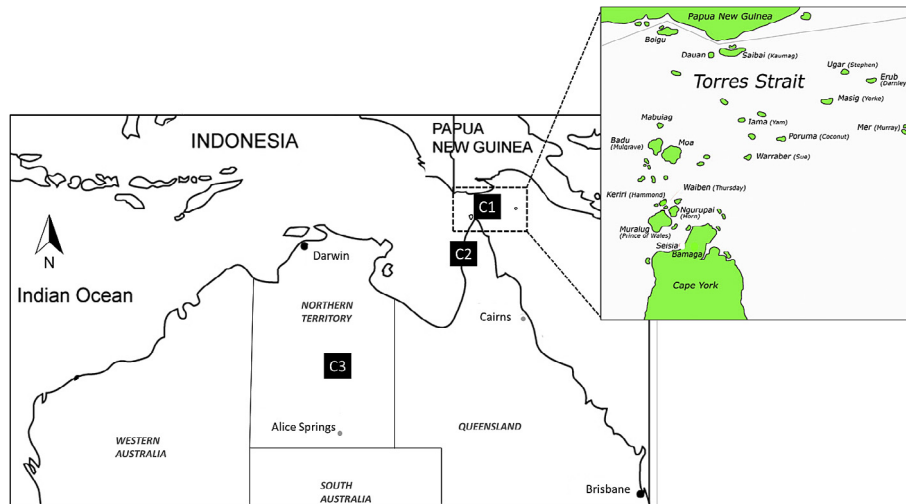 Papua New Guinea
Boigu
Dauan
Saibai (Kaumag)
Ugar (Stephen)
Erub
(Darnley)
Torres Strait
Masig (Yorke)
Mabuiag
Iama (Yam)
Mer (Murray)
Badu
(Mulgrave)
Moa
Poruma (Coconut)
Warraber (Sue)
Keriri (Hammond)
Waiben (Thursday)
Ngurupai
(Horn)
Muralug
(Prince of Wales)
Seisia
Bamaga
Cape York
INDONESIA
PAPUA
NEW GUINEA
C1
C2
N
Darwin
Indian Ocean
NORTHERN
TERRITORY
Cairns
C3
Alice Springs
QUEENSLAND
WESTERN
AUSTRALIA
SOUTH
AUSTRALIA
Brisbane